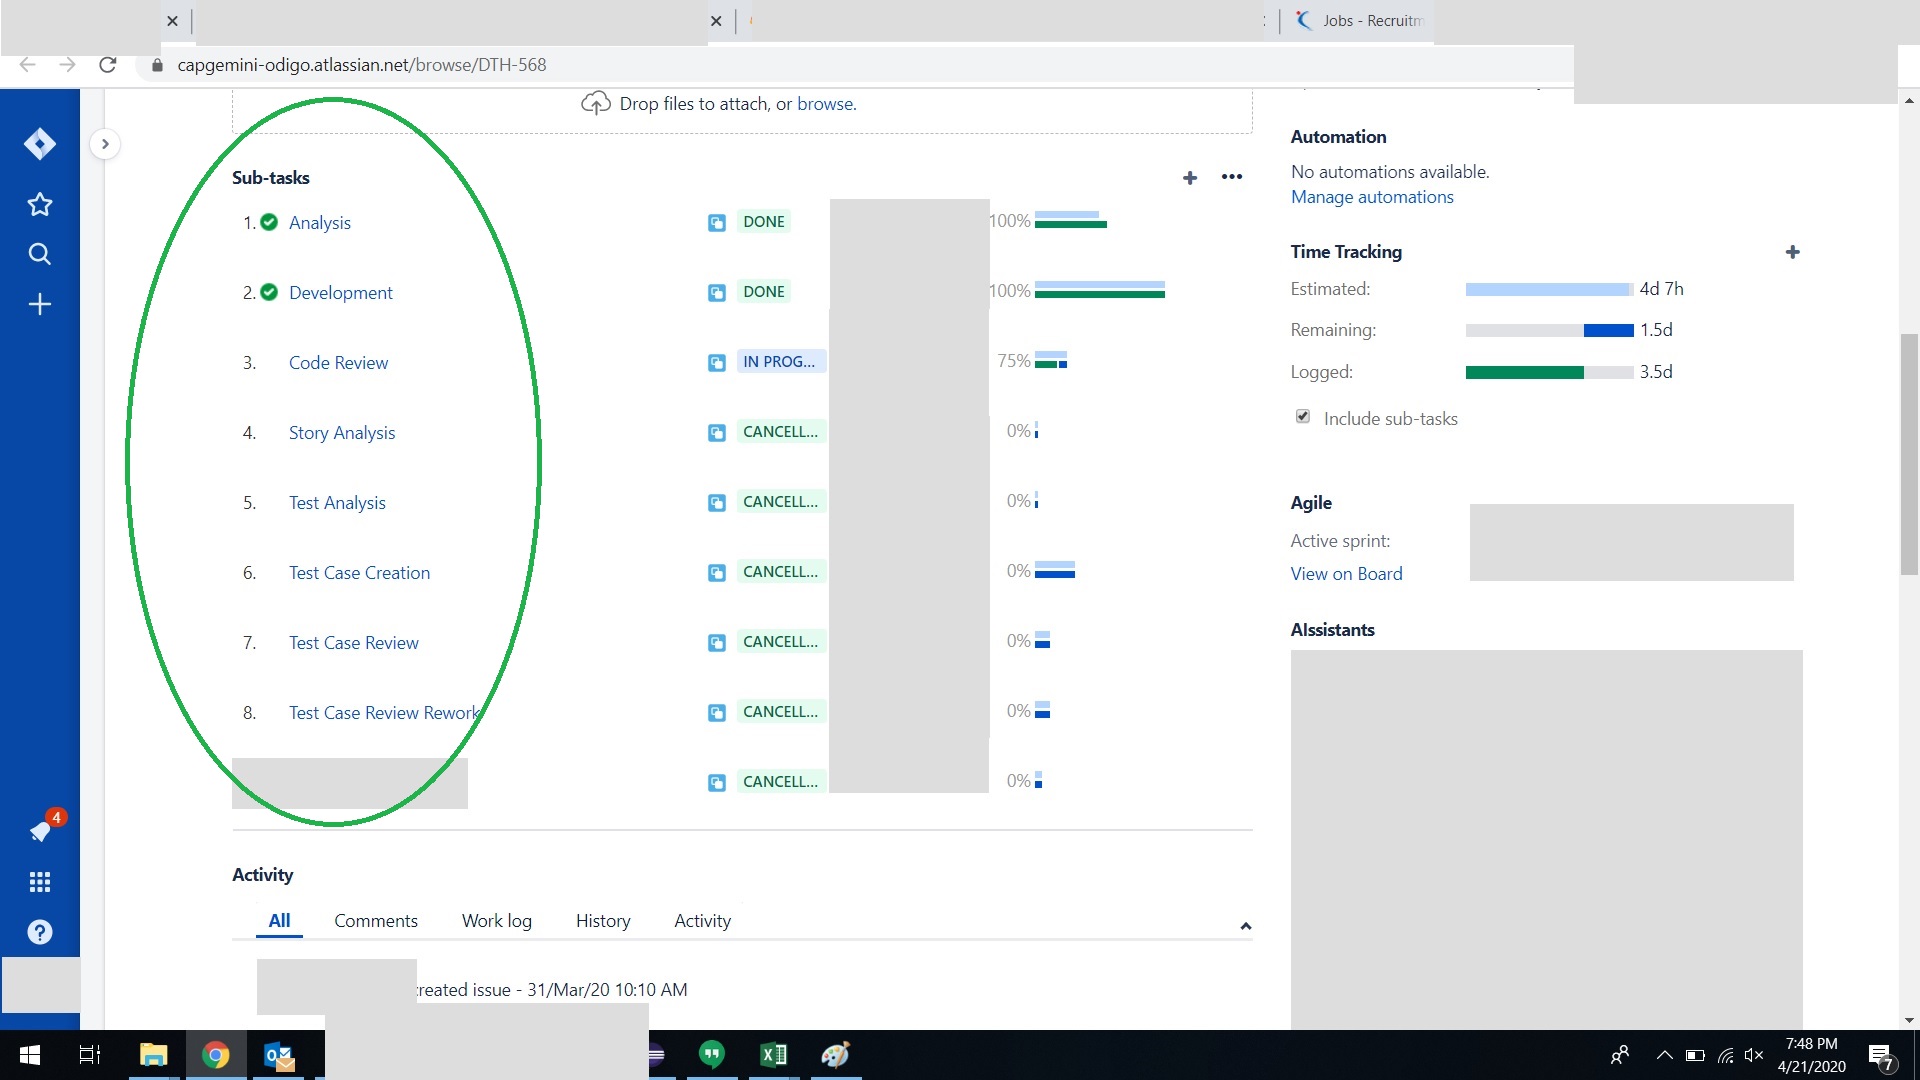 Jobs - Recruitm
capgemini-odigo.atlassian.net/browse/DTH-568
Drop files to attach, or browse.
Sub-tasks
1. Analysis DONE 100%
2. Development DONE 100%
3. Code Review IN PROG... 75%
4. Story Analysis CANCELL... 0%
5. Test Analysis CANCELL... 0%
6. Test Case Creation CANCELL... 0%
7. Test Case Review CANCELL... 0%
8. Test Case Review Rework CANCELL... 0%
CANCELL... 0%
Activity
All Comments Work log History Activity
created issue - 31/Mar/20 10:10 AM
Automation
No automations available.
Manage automations
Time Tracking
Estimated: 4d 7h
Remaining: 1.5d
Logged: 3.5d
Include sub-tasks
Agile
Active sprint:
View on Board
AIssistants
4
7:48 PM
4/21/2020
7